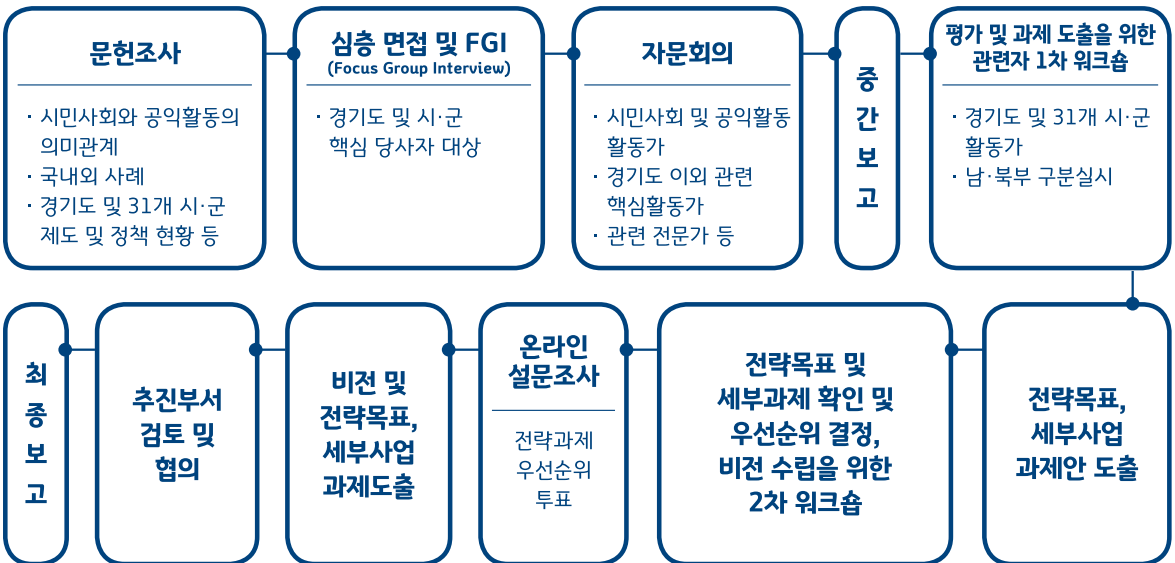 문헌조사
· 시민사회와 공익활동의
의미관계
· 국내외 사례
· 경기도 및 31개 시·군
제도 및 정책 현황 등
심층 면접 및 FGI
(Focus Group Interview)
· 경기도 및 시·군
핵심 당사자 대상
자문회의
· 시민사회 및 공익활동
활동가
· 경기도 이외 관련
핵심활동가
· 관련 전문가 등
중
간
보
고
평가 및 과제 도출을 위한
관련자 1차 워크숍
· 경기도 및 31개 시·군
활동가
· 남·북부 구분실시
전략목표,
세부사업
과제안 도출
전략목표 및
세부과제 확인 및
우선순위 결정,
비전 수립을 위한
2차 워크숍
온라인
설문조사
전략과제
우선순위
투표
비전 및
전략목표,
세부사업
과제도출
추진부서
검토 및
협의
최
종
보
고